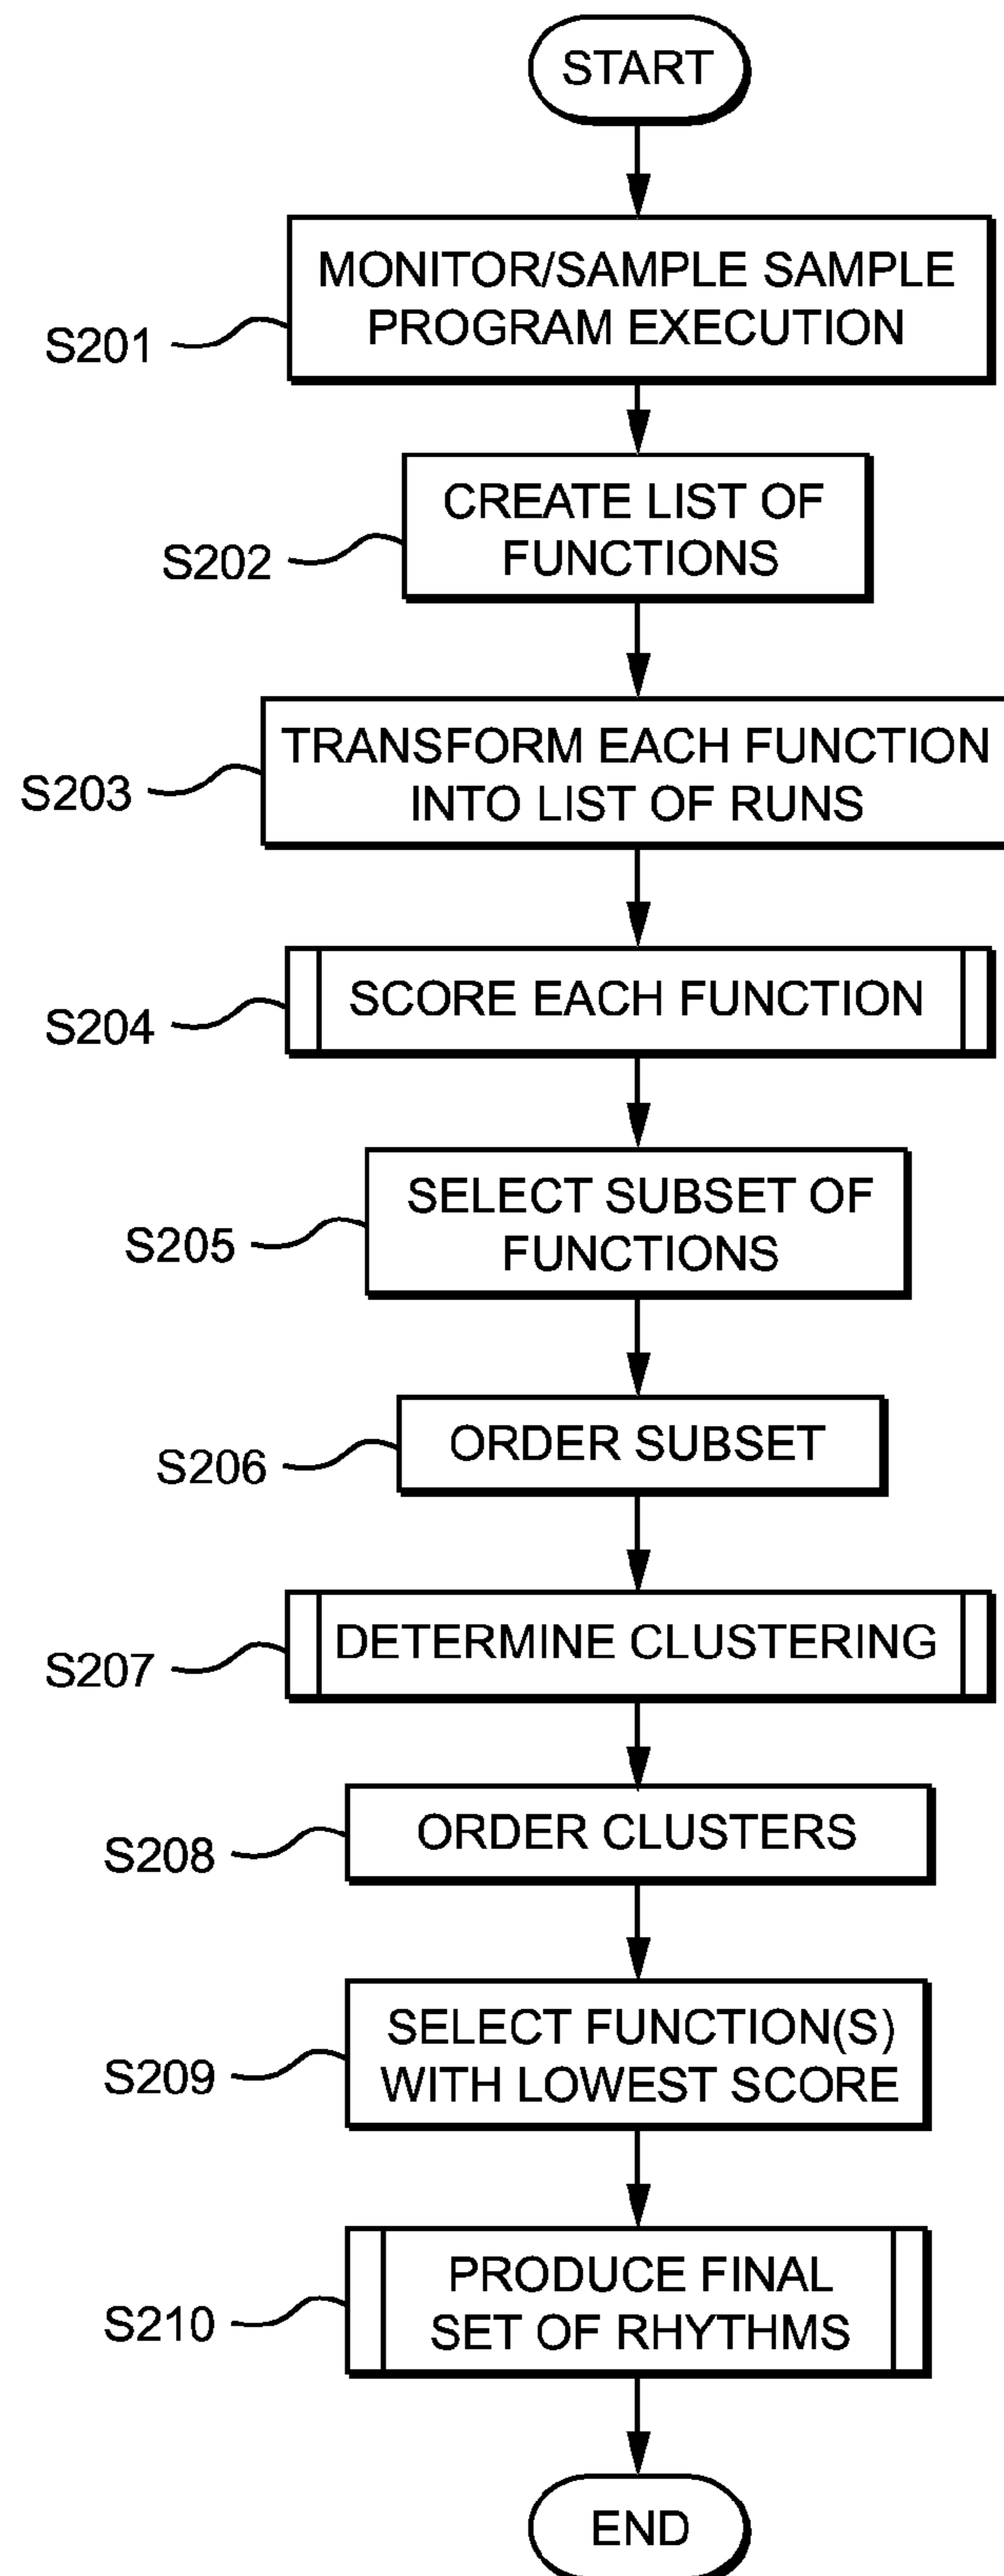 START
MONITOR/SAMPLE SAMPLE
PROGRAM EXECUTION
S201
CREATE LIST OF
FUNCTIONS
S202
TRANSFORM EACH FUNCTION
INTO LIST OF RUNS
S203
SCORE EACH FUNCTION
S204
SELECT SUBSET OF
FUNCTIONS
S205
ORDER SUBSET
S206
DETERMINE CLUSTERING
S207
ORDER CLUSTERS
S208
SELECT FUNCTION(S)
WITH LOWEST SCORE
S209
PRODUCE FINAL
SET OF RHYTHMS
S210
END